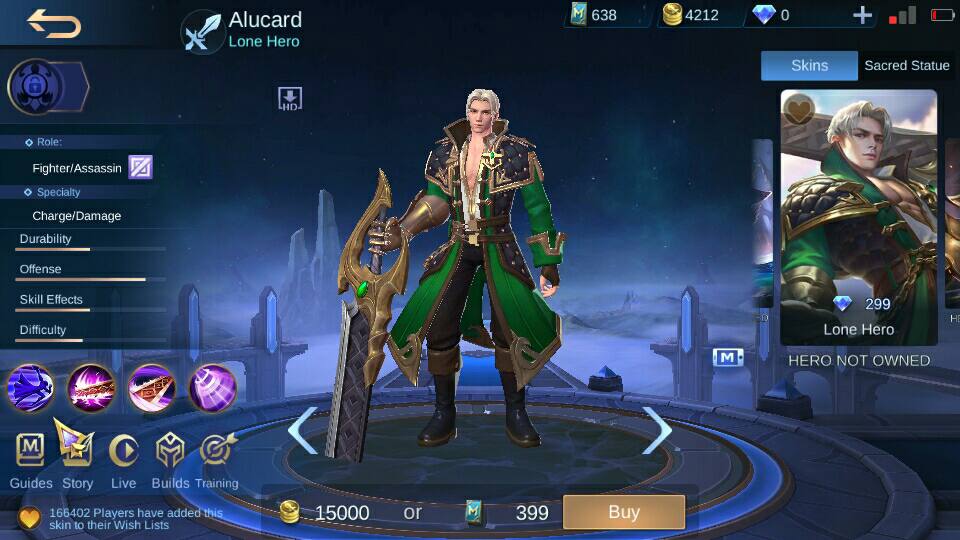 Alucard
Lone Hero
638
4212
0
Skins
Sacred Statue
HD
Role:
Fighter/Assassin
Specialty
Charge/Damage
Durability
Offense
Skill Effects
Difficulty
299
Lone Hero
M
HERO NOT OWNED
M
Guides
Story
Live
Builds
Training
166402 Players have added this
skin to their Wish Lists
15000 or 399
Buy